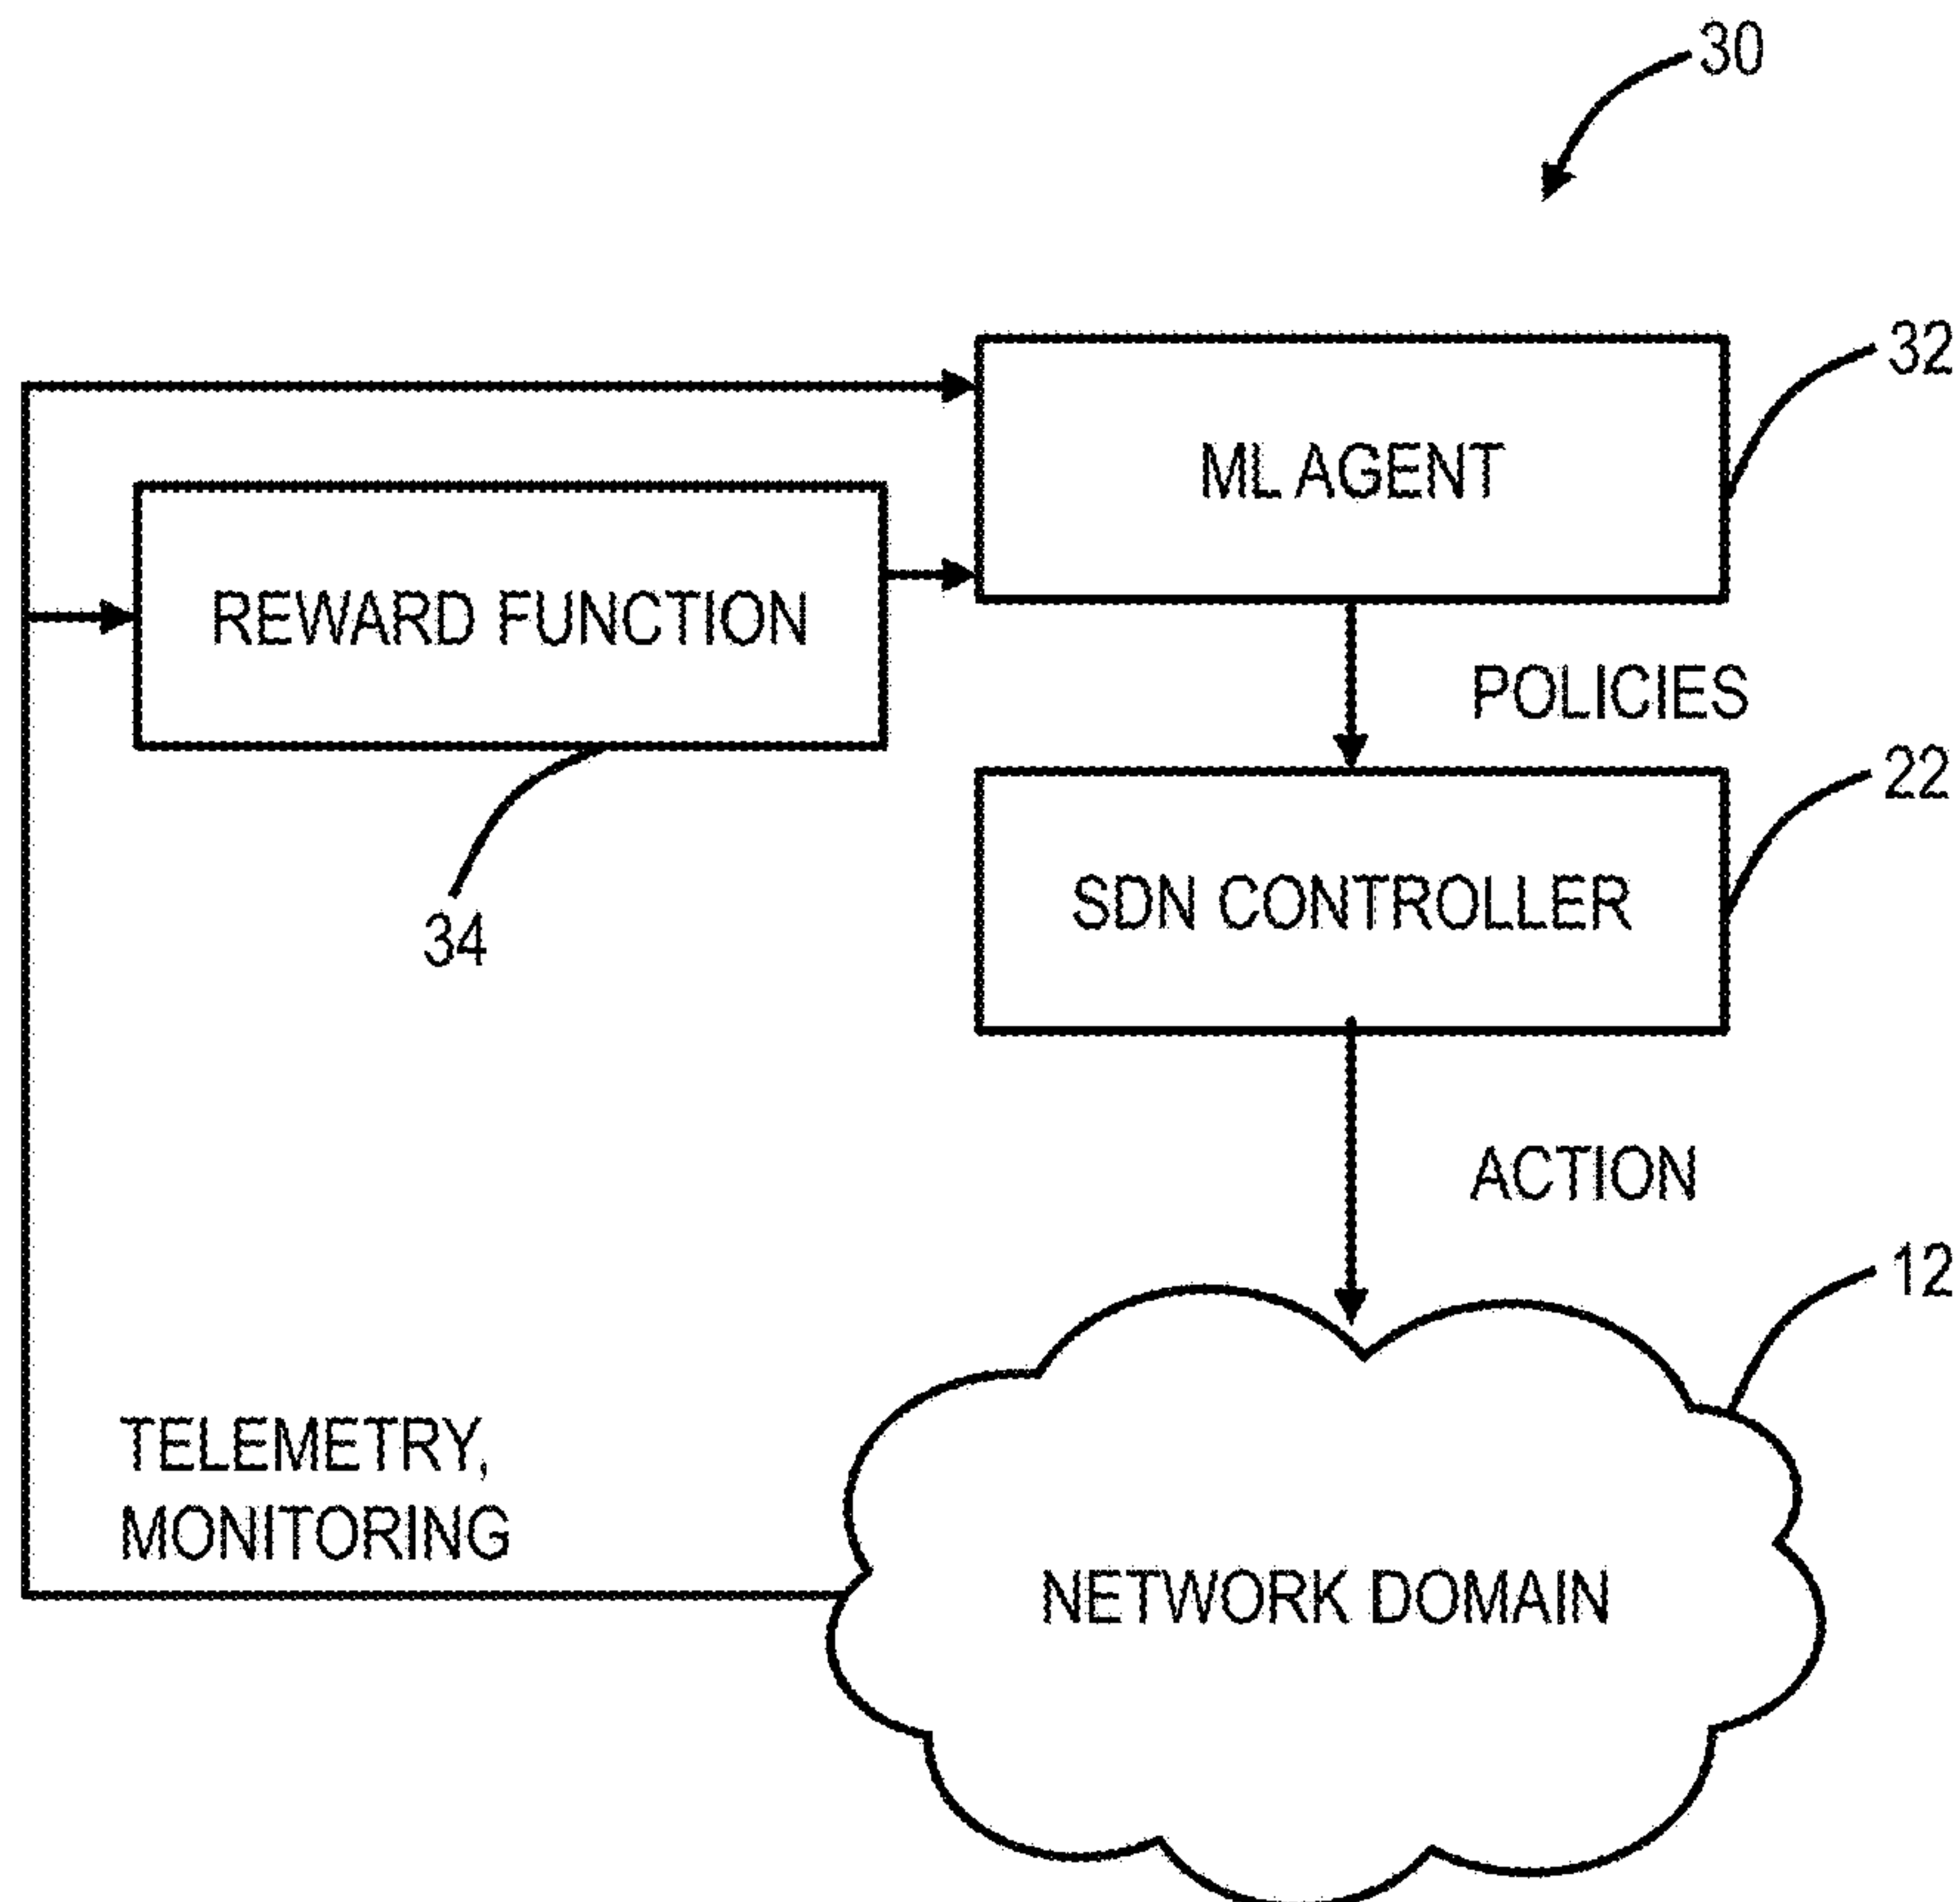 30
32
ML AGENT
REWARD FUNCTION
POLICIES
22
SDN CONTROLLER
34
ACTION
12
TELEMETRY,
MONITORING
NETWORK DOMAIN